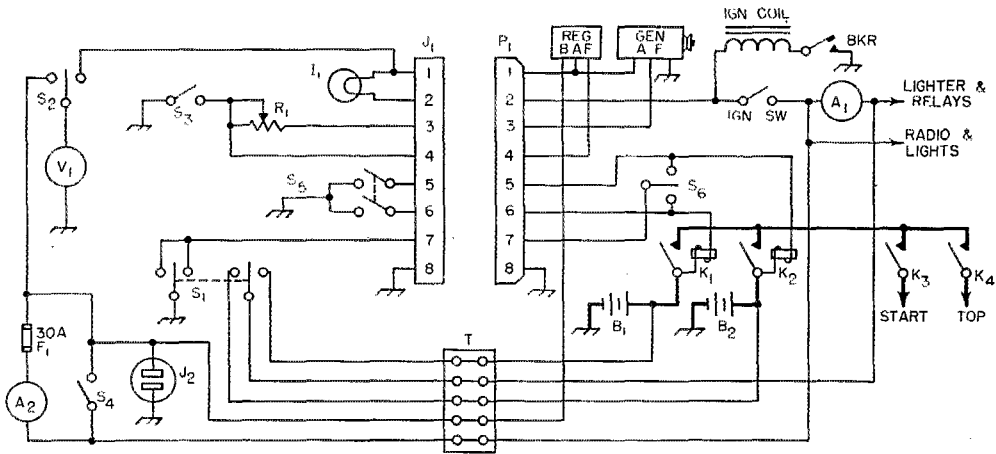 IGN COIL
J1
P1
REG
B A F
GEN
A F
BKR
S2
I1
1
2
3
4
5
6
7
8
1
2
3
4
5
6
7
8
S3
R1
IGN SW
A1
LIGHTER &
RELAYS
RADIO &
LIGHTS
V1
S5
S6
S1
K1
K2
K3
K4
B1
B2
START
TOP
30A
F1
A2
S4
J2
T